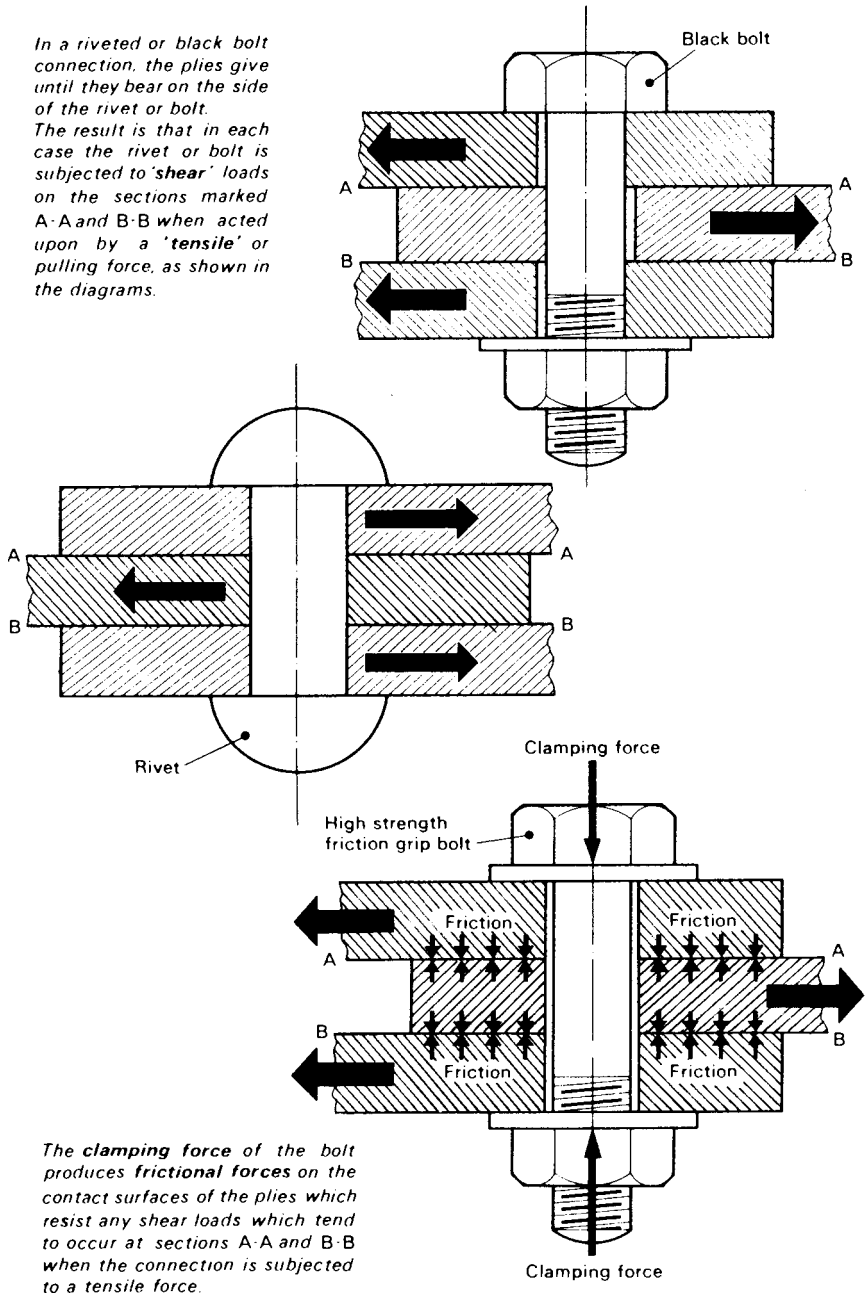 In a riveted or black bolt
connection, the plies give
until they bear on the side
of the rivet or bolt.
The result is that in each
case the rivet or bolt is
subjected to 'shear' loads
on the sections marked
A-A and B-B when acted
upon by a 'tensile' or
pulling force, as shown in
the diagrams.
Black bolt
A
A
B
B
A
A
B
B
Rivet
Clamping force
High strength
friction grip bolt
Friction
Friction
A
A
B
B
Friction
Friction
Clamping force
The clamping force of the bolt
produces frictional forces on the
contact surfaces of the plies which
resist any shear loads which tend
to occur at sections A-A and B-B
when the connection is subjected
to a tensile force.